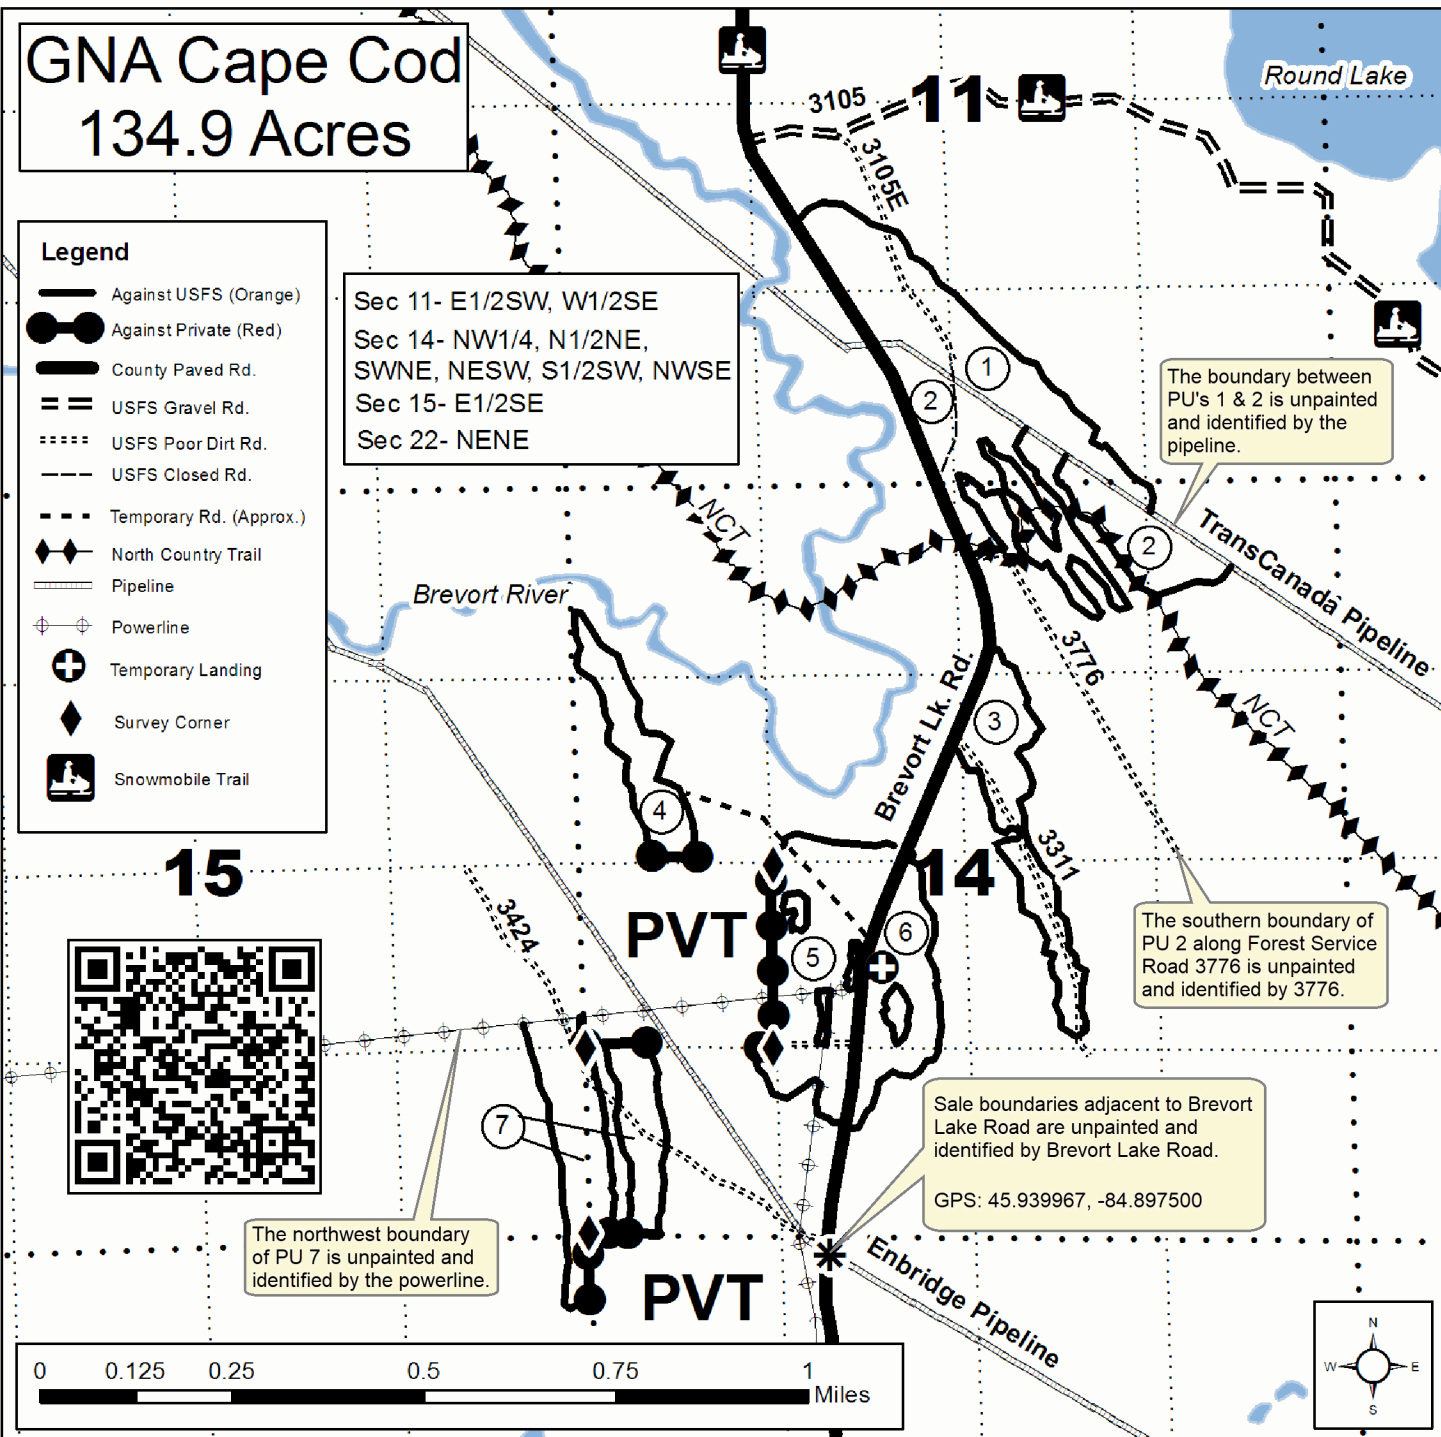 GNA Cape Cod
134.9 Acres
Round Lake
3105
11
3105E
Legend
Against USFS (Orange)
Against Private (Red)
County Paved Rd.
USFS Gravel Rd.
USFS Poor Dirt Rd.
USFS Closed Rd.
Temporary Rd. (Approx.)
North Country Trail
Pipeline
Powerline
Temporary Landing
Survey Corner
Snowmobile Trail
Sec 11- E1/2SW, W1/2SE
Sec 14- NW1/4, N1/2NE,
SWNE, NESW, S1/2SW, NWSE
Sec 15- E1/2SE
Sec 22- NENE
1
2
The boundary between
PU's 1 & 2 is unpainted
and identified by the
pipeline.
NCT
2
TransCanada Pipeline
Brevort River
3776
NCT
3
Brevort Lk. Rd.
4
15
14
3311
3424
PVT
5
6
The southern boundary of
PU 2 along Forest Service
Road 3776 is unpainted
and identified by 3776.
7
Sale boundaries adjacent to Brevort
Lake Road are unpainted and
identified by Brevort Lake Road.
GPS: 45.939967, -84.897500
The northwest boundary
of PU 7 is unpainted and
identified by the powerline.
PVT
Enbridge Pipeline
0 0.125 0.25 0.5 0.75 1
Miles
N
W E
S